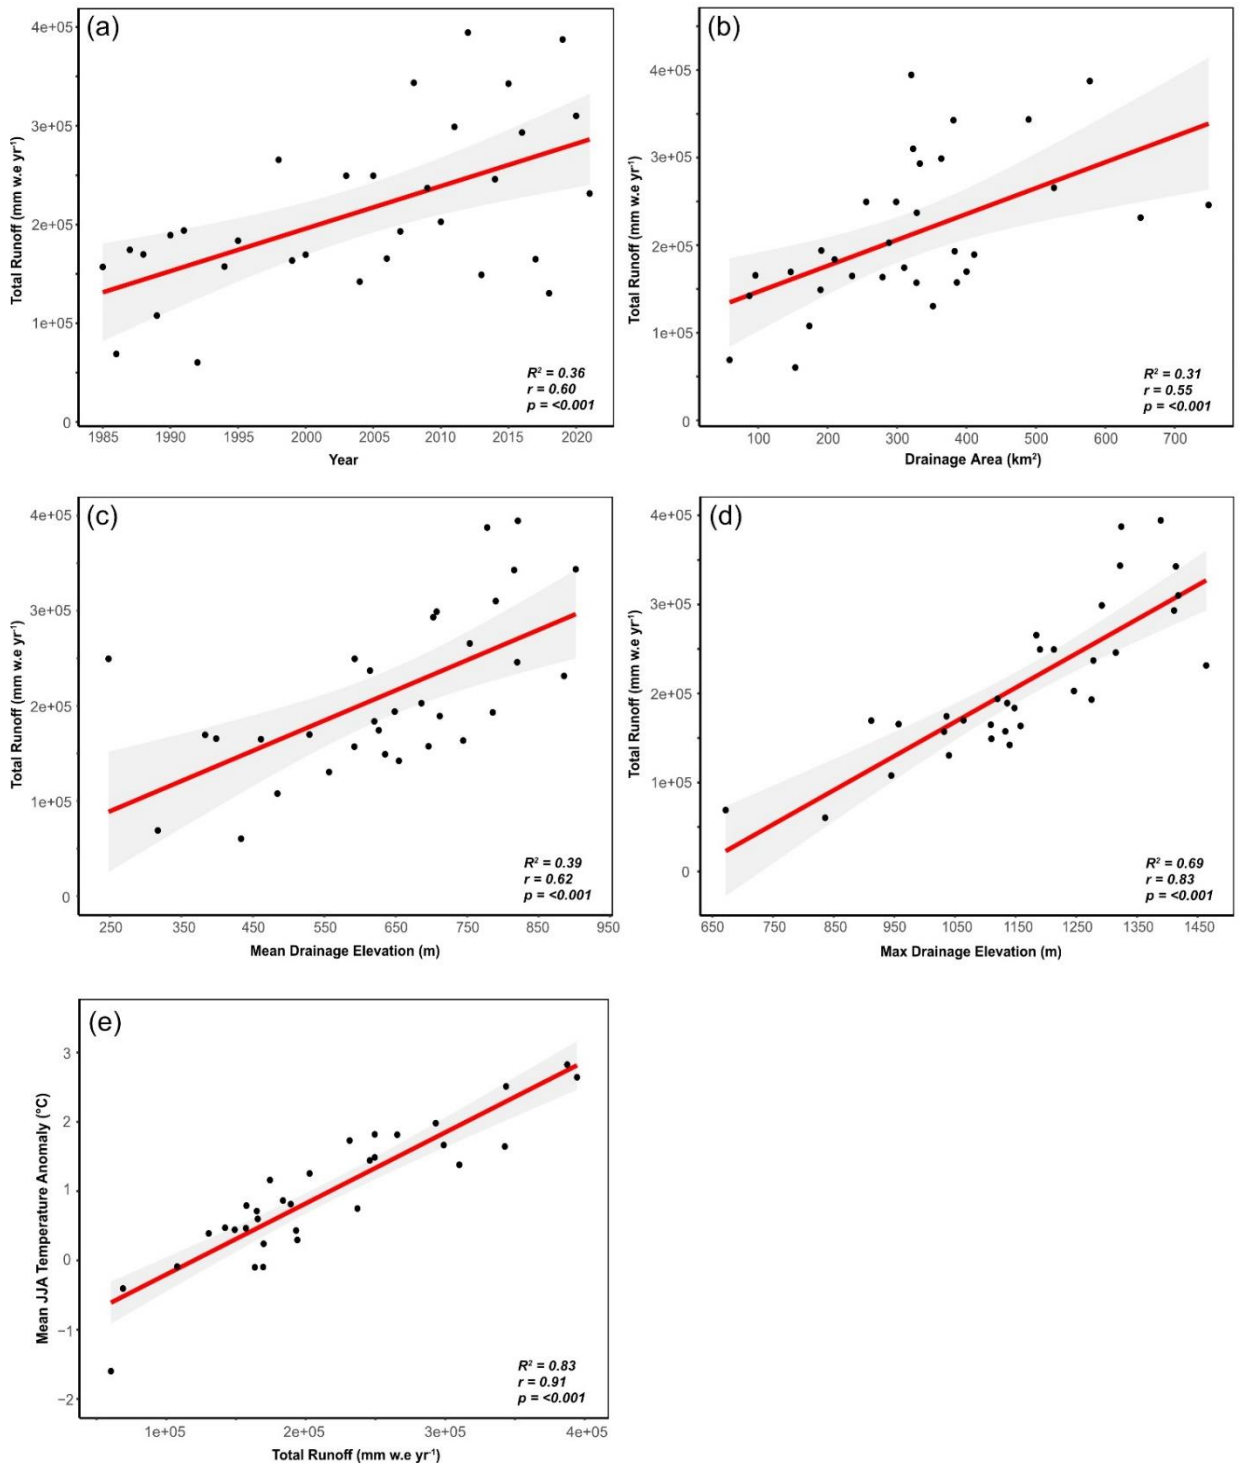 (a)
Total Runoff (mm w.e yr⁻¹)
4e+05
3e+05
2e+05
1e+05
0
R² = 0.36
r = 0.60
p = <0.001
1985 1990 1995 2000 2005 2010 2015 2020
Year
(b)
Total Runoff (mm w.e yr⁻¹)
4e+05
3e+05
2e+05
1e+05
0
R² = 0.31
r = 0.55
p = <0.001
100 200 300 400 500 600 700
Drainage Area (km²)
(c)
Total Runoff (mm w.e yr⁻¹)
4e+05
3e+05
2e+05
1e+05
0
R² = 0.39
r = 0.62
p = <0.001
250 350 450 550 650 750 850 950
Mean Drainage Elevation (m)
(d)
Total Runoff (mm w.e yr⁻¹)
4e+05
3e+05
2e+05
1e+05
0
R² = 0.69
r = 0.83
p = <0.001
650 750 850 950 1050 1150 1250 1350 1450
Max Drainage Elevation (m)
(e)
Mean JJA Temperature Anomaly (°C)
3
2
1
0
−1
−2
R² = 0.83
r = 0.91
p = <0.001
1e+05 2e+05 3e+05 4e+05
Total Runoff (mm w.e yr⁻¹)